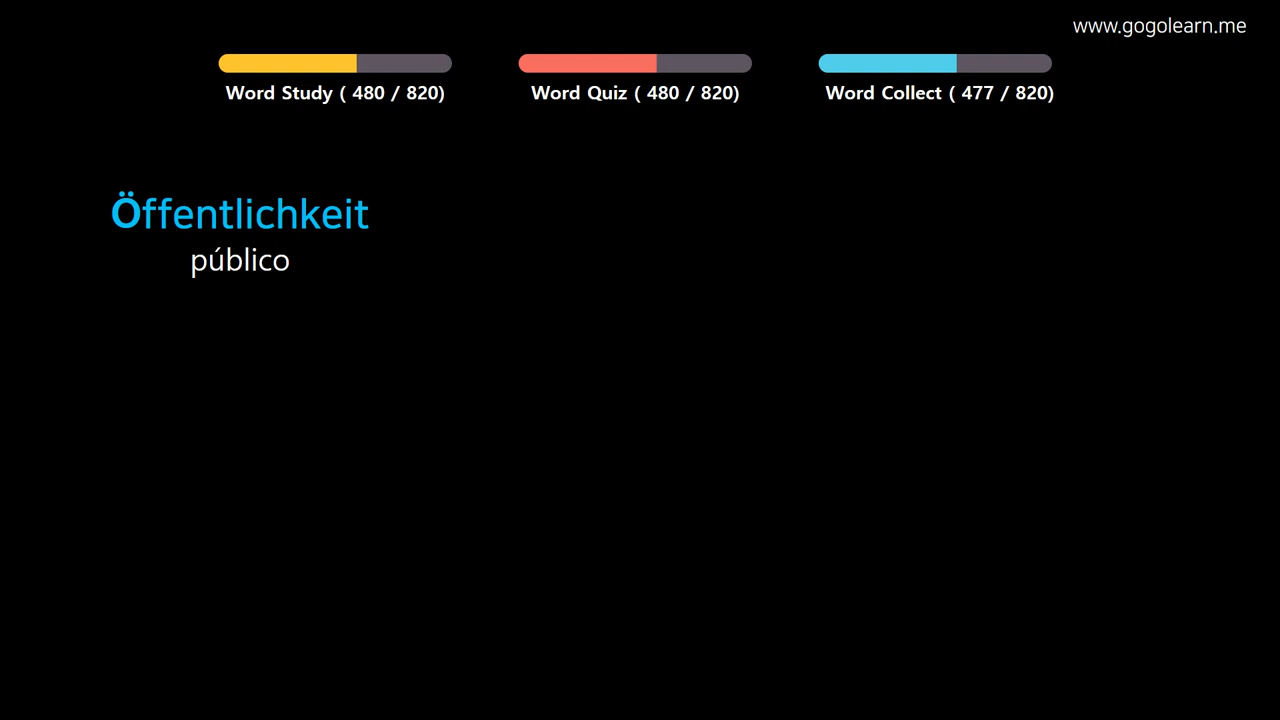 www.gogolearn.me
Word Study ( 480 / 820)
Word Quiz ( 480 / 820)
Word Collect ( 477 / 820)
Öffentlichkeit
público